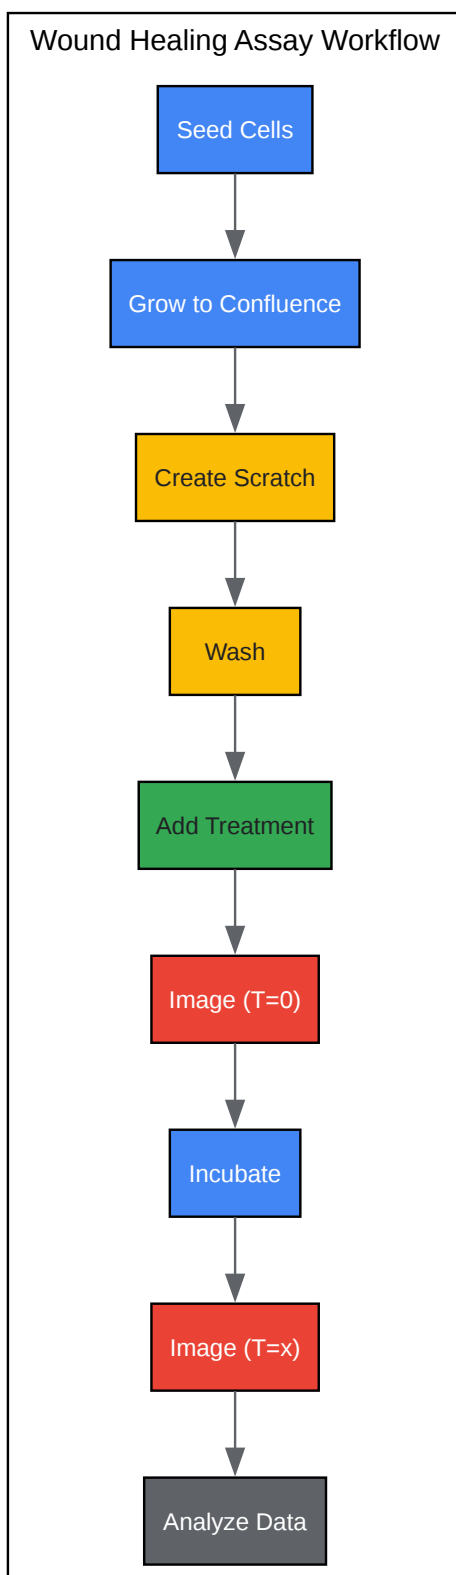 Wound Healing Assay Workflow
Seed Cells
Grow to Confluence
Create Scratch
Wash
Add Treatment
Image (T=0)
Incubate
Image (T=x)
Analyze Data